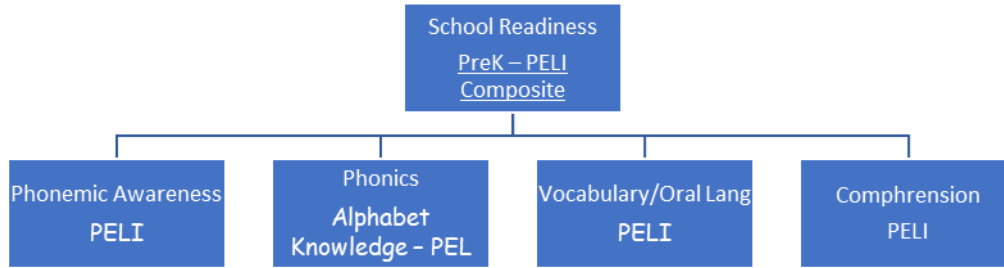 School Readiness
PreK – PELI
Composite
Phonemic Awareness
PELI
Phonics
Alphabet
Knowledge – PEL
Vocabulary/Oral Lang
PELI
Comphrension
PELI